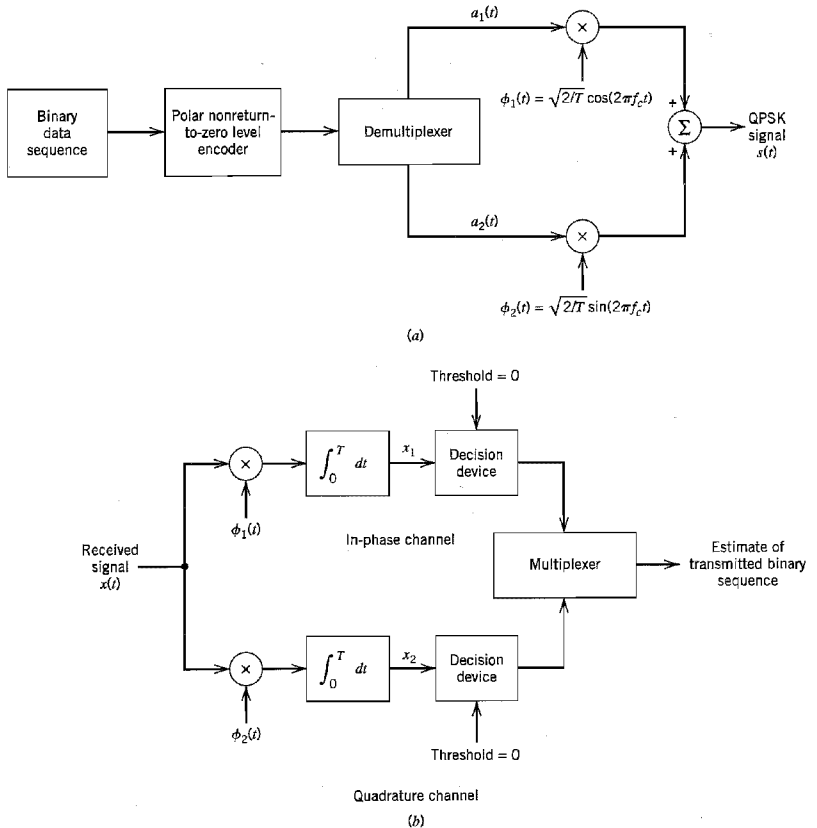 a₁(t)
×
ϕ₁(t) = √2/T cos(2πf_ct)
Binary
data
sequence
Polar nonreturn-
to-zero level
encoder
Demultiplexer
+
Σ
+
QPSK
signal
s(t)
a₂(t)
×
ϕ₂(t) = √2/T sin(2πf_ct)
(a)
Threshold = 0
×
∫₀ᵀ dt
x₁
Decision
device
ϕ₁(t)
In-phase channel
Received
signal
x(t)
Multiplexer
Estimate of
transmitted binary
sequence
×
∫₀ᵀ dt
x₂
Decision
device
ϕ₂(t)
Threshold = 0
Quadrature channel
(b)